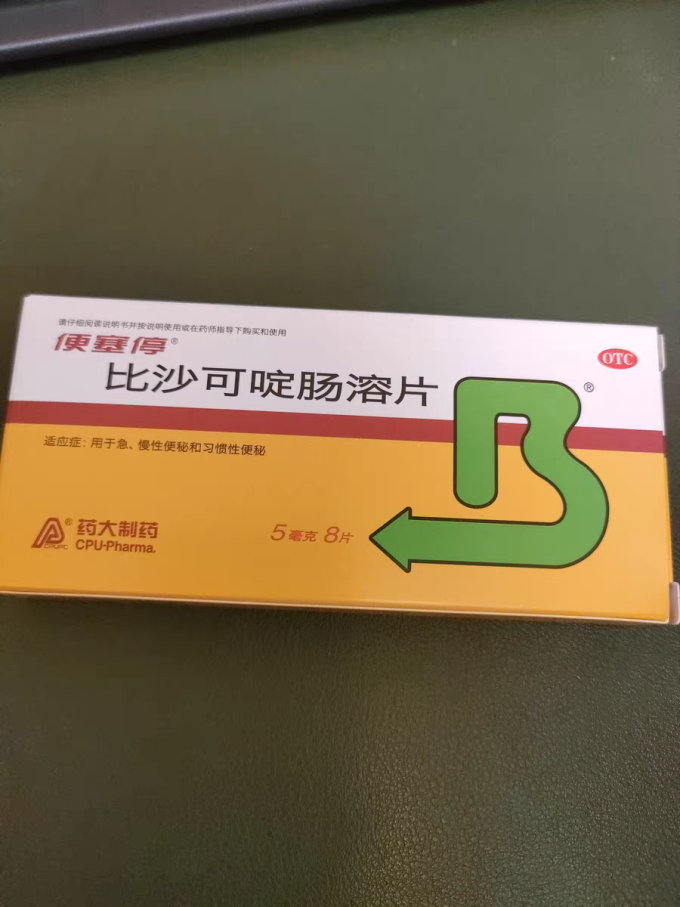 请仔细阅读说明书并按说明使用或在药师指导下购买和使用
便塞停®
OTC
比沙可啶肠溶片
®
适应症：用于急、慢性便秘和习惯性便秘
® 药大制药
CPUPC CPU-Pharma.
5毫克 8片